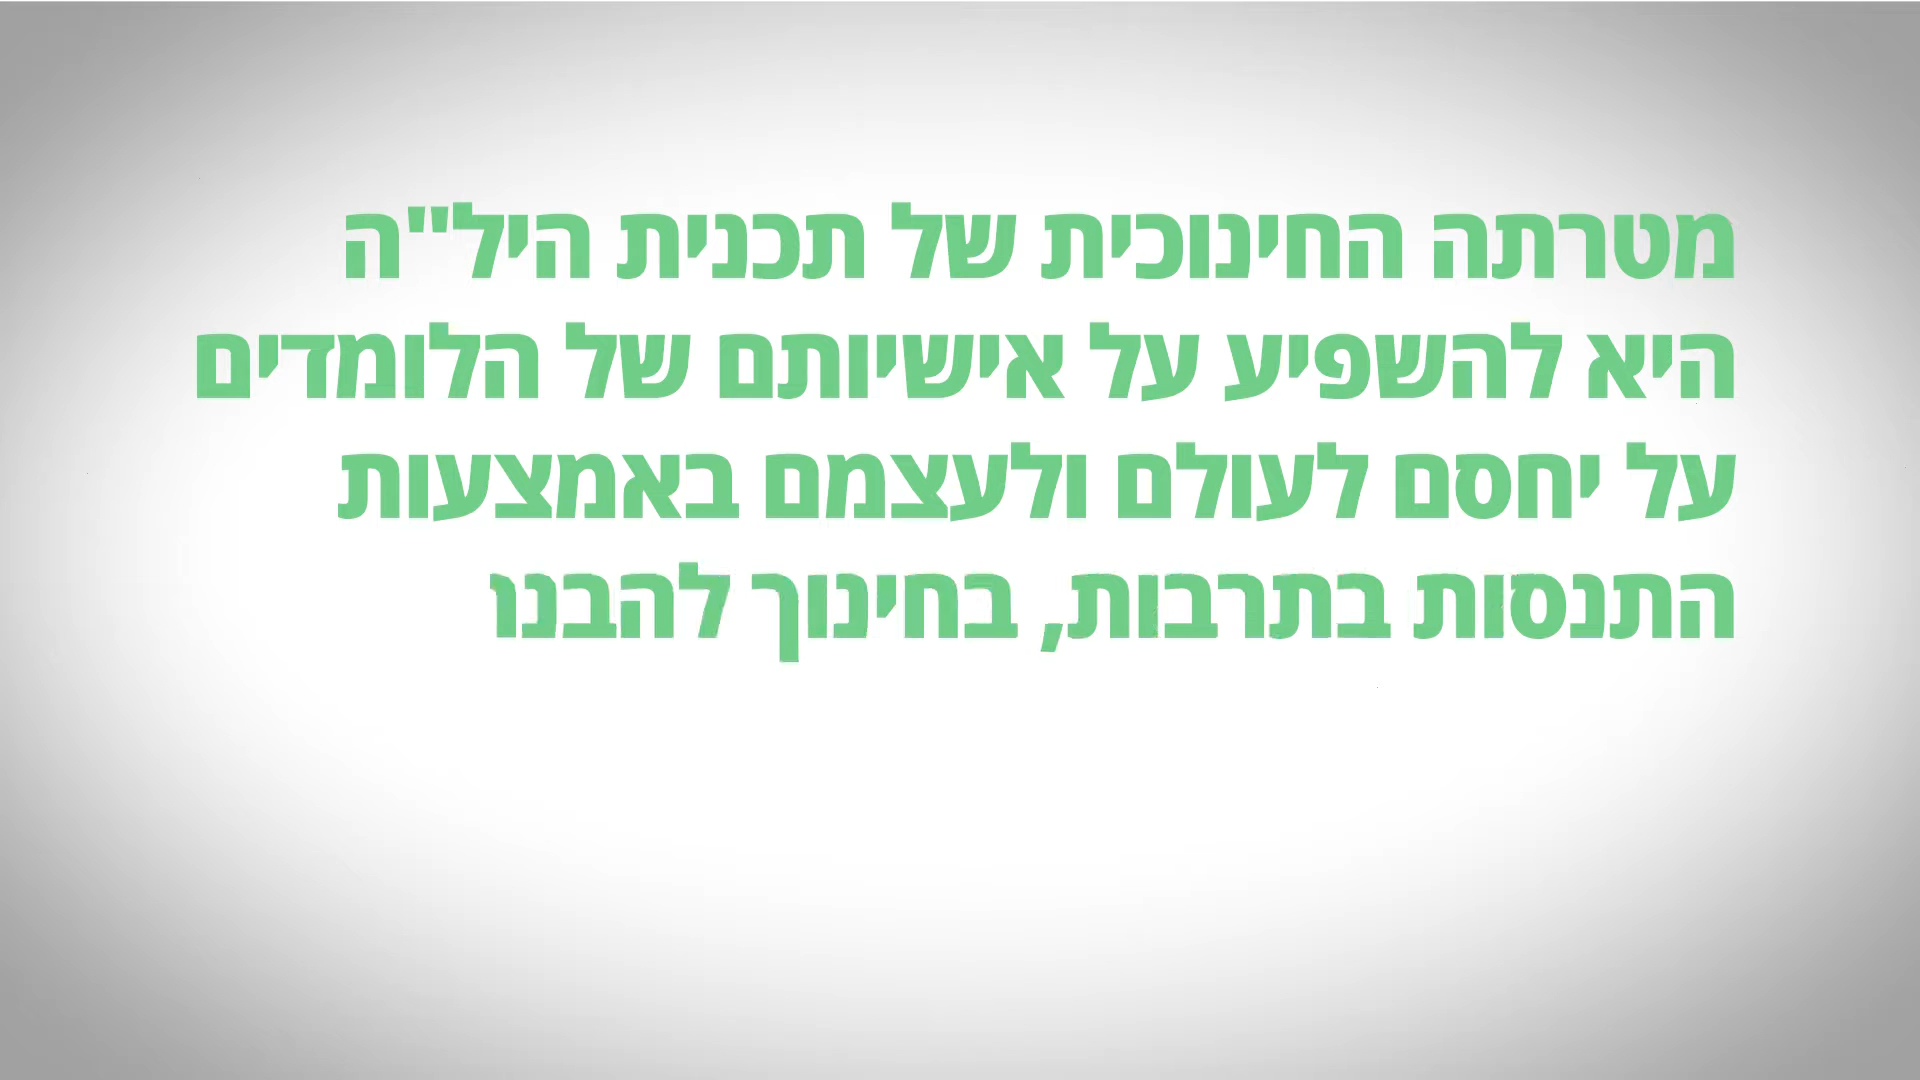 מטרתה החינוכית של תכנית היל"ה
היא להשפיע על אישיותם של הלומדים
על יחסם לעולם ולעצמם באמצעות
התנסות בתרבות, בחינוך להבנו